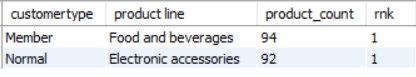 customertype product line product_count rnk
Member Food and beverages 94 1
Normal Electronic accessories 92 1